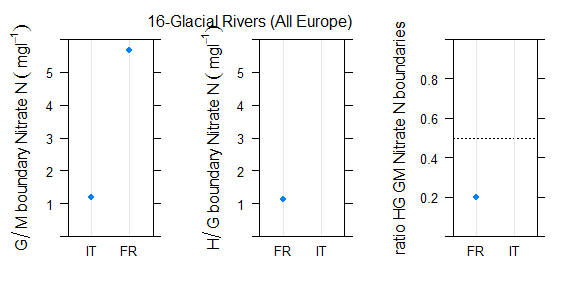 16-Glacial Rivers (All Europe)
G/ M boundary Nitrate N ( mgl⁻¹)
5
4
3
2
1
IT FR
H/ G boundary Nitrate N ( mgl⁻¹)
5
4
3
2
1
FR IT
ratio HG GM Nitrate N boundaries
0.8
0.6
0.4
0.2
FR IT